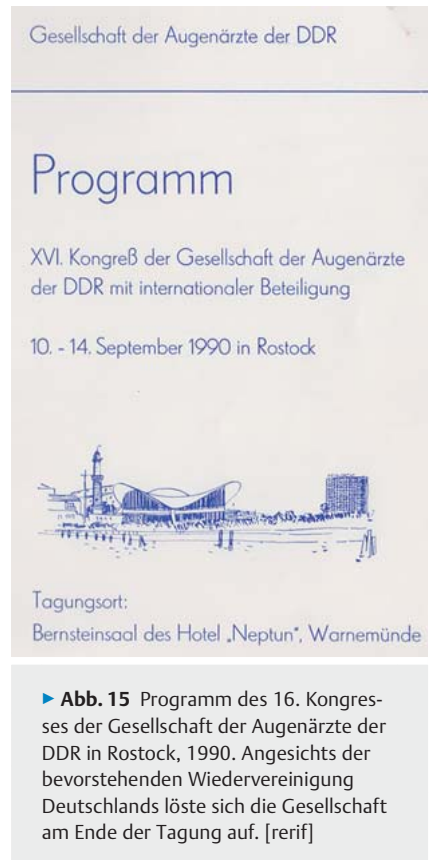 Gesellschaft der Augenärzte der DDR
Programm
XVI. Kongreß der Gesellschaft der Augenärzte
der DDR mit internationaler Beteiligung
10. - 14. September 1990 in Rostock
Tagungsort:
Bernsteinsaal des Hotel „Neptun“, Warnemünde
▶ Abb. 15 Programm des 16. Kongres-
ses der Gesellschaft der Augenärzte der
DDR in Rostock, 1990. Angesichts der
bevorstehenden Wiedervereinigung
Deutschlands löste sich die Gesellschaft
am Ende der Tagung auf. [rerif]